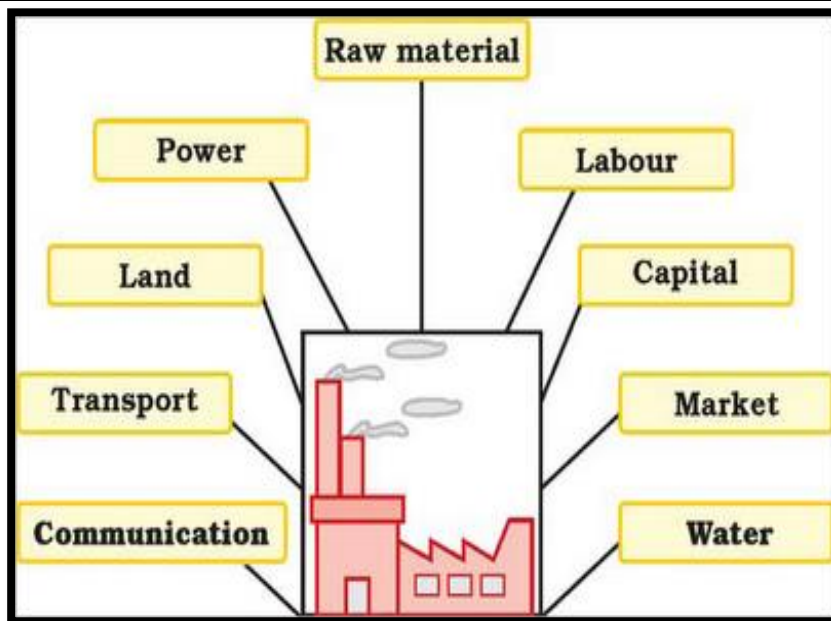 Raw material
Power
Labour
Land
Capital
Transport
Market
Communication
Water